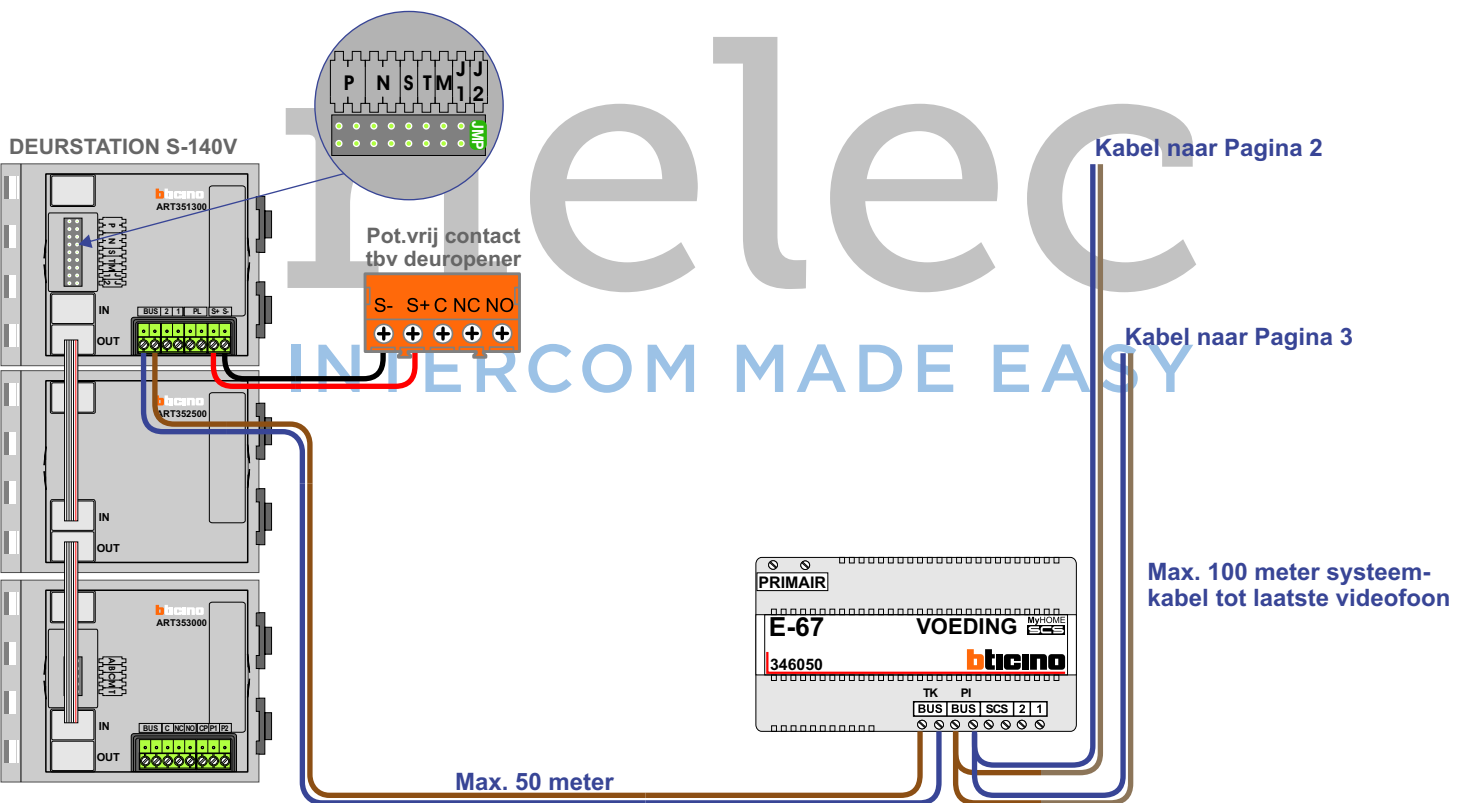 nelec
INTERCOM MADE EASY
P N S T M J1 J2
JMP
DEURSTATION S-140V
bticino
ART351300
P N S T M J1 J2
IN
OUT
BUS 2 1 PL S+ S-
Pot.vrij contact
tbv deuropener
S- S+ C NC NO
Kabel naar Pagina 2
Kabel naar Pagina 3
bticino
ART352500
IN
OUT
bticino
ART353000
IN
OUT
BUS C NC NO CP P1 P2
Max. 100 meter systeem-
kabel tot laatste videofoon
PRIMAIR
E-67 VOEDING MyHOME
SCS
346050 bticino
TK PI
BUS BUS SCS 2 1
Max. 50 meter